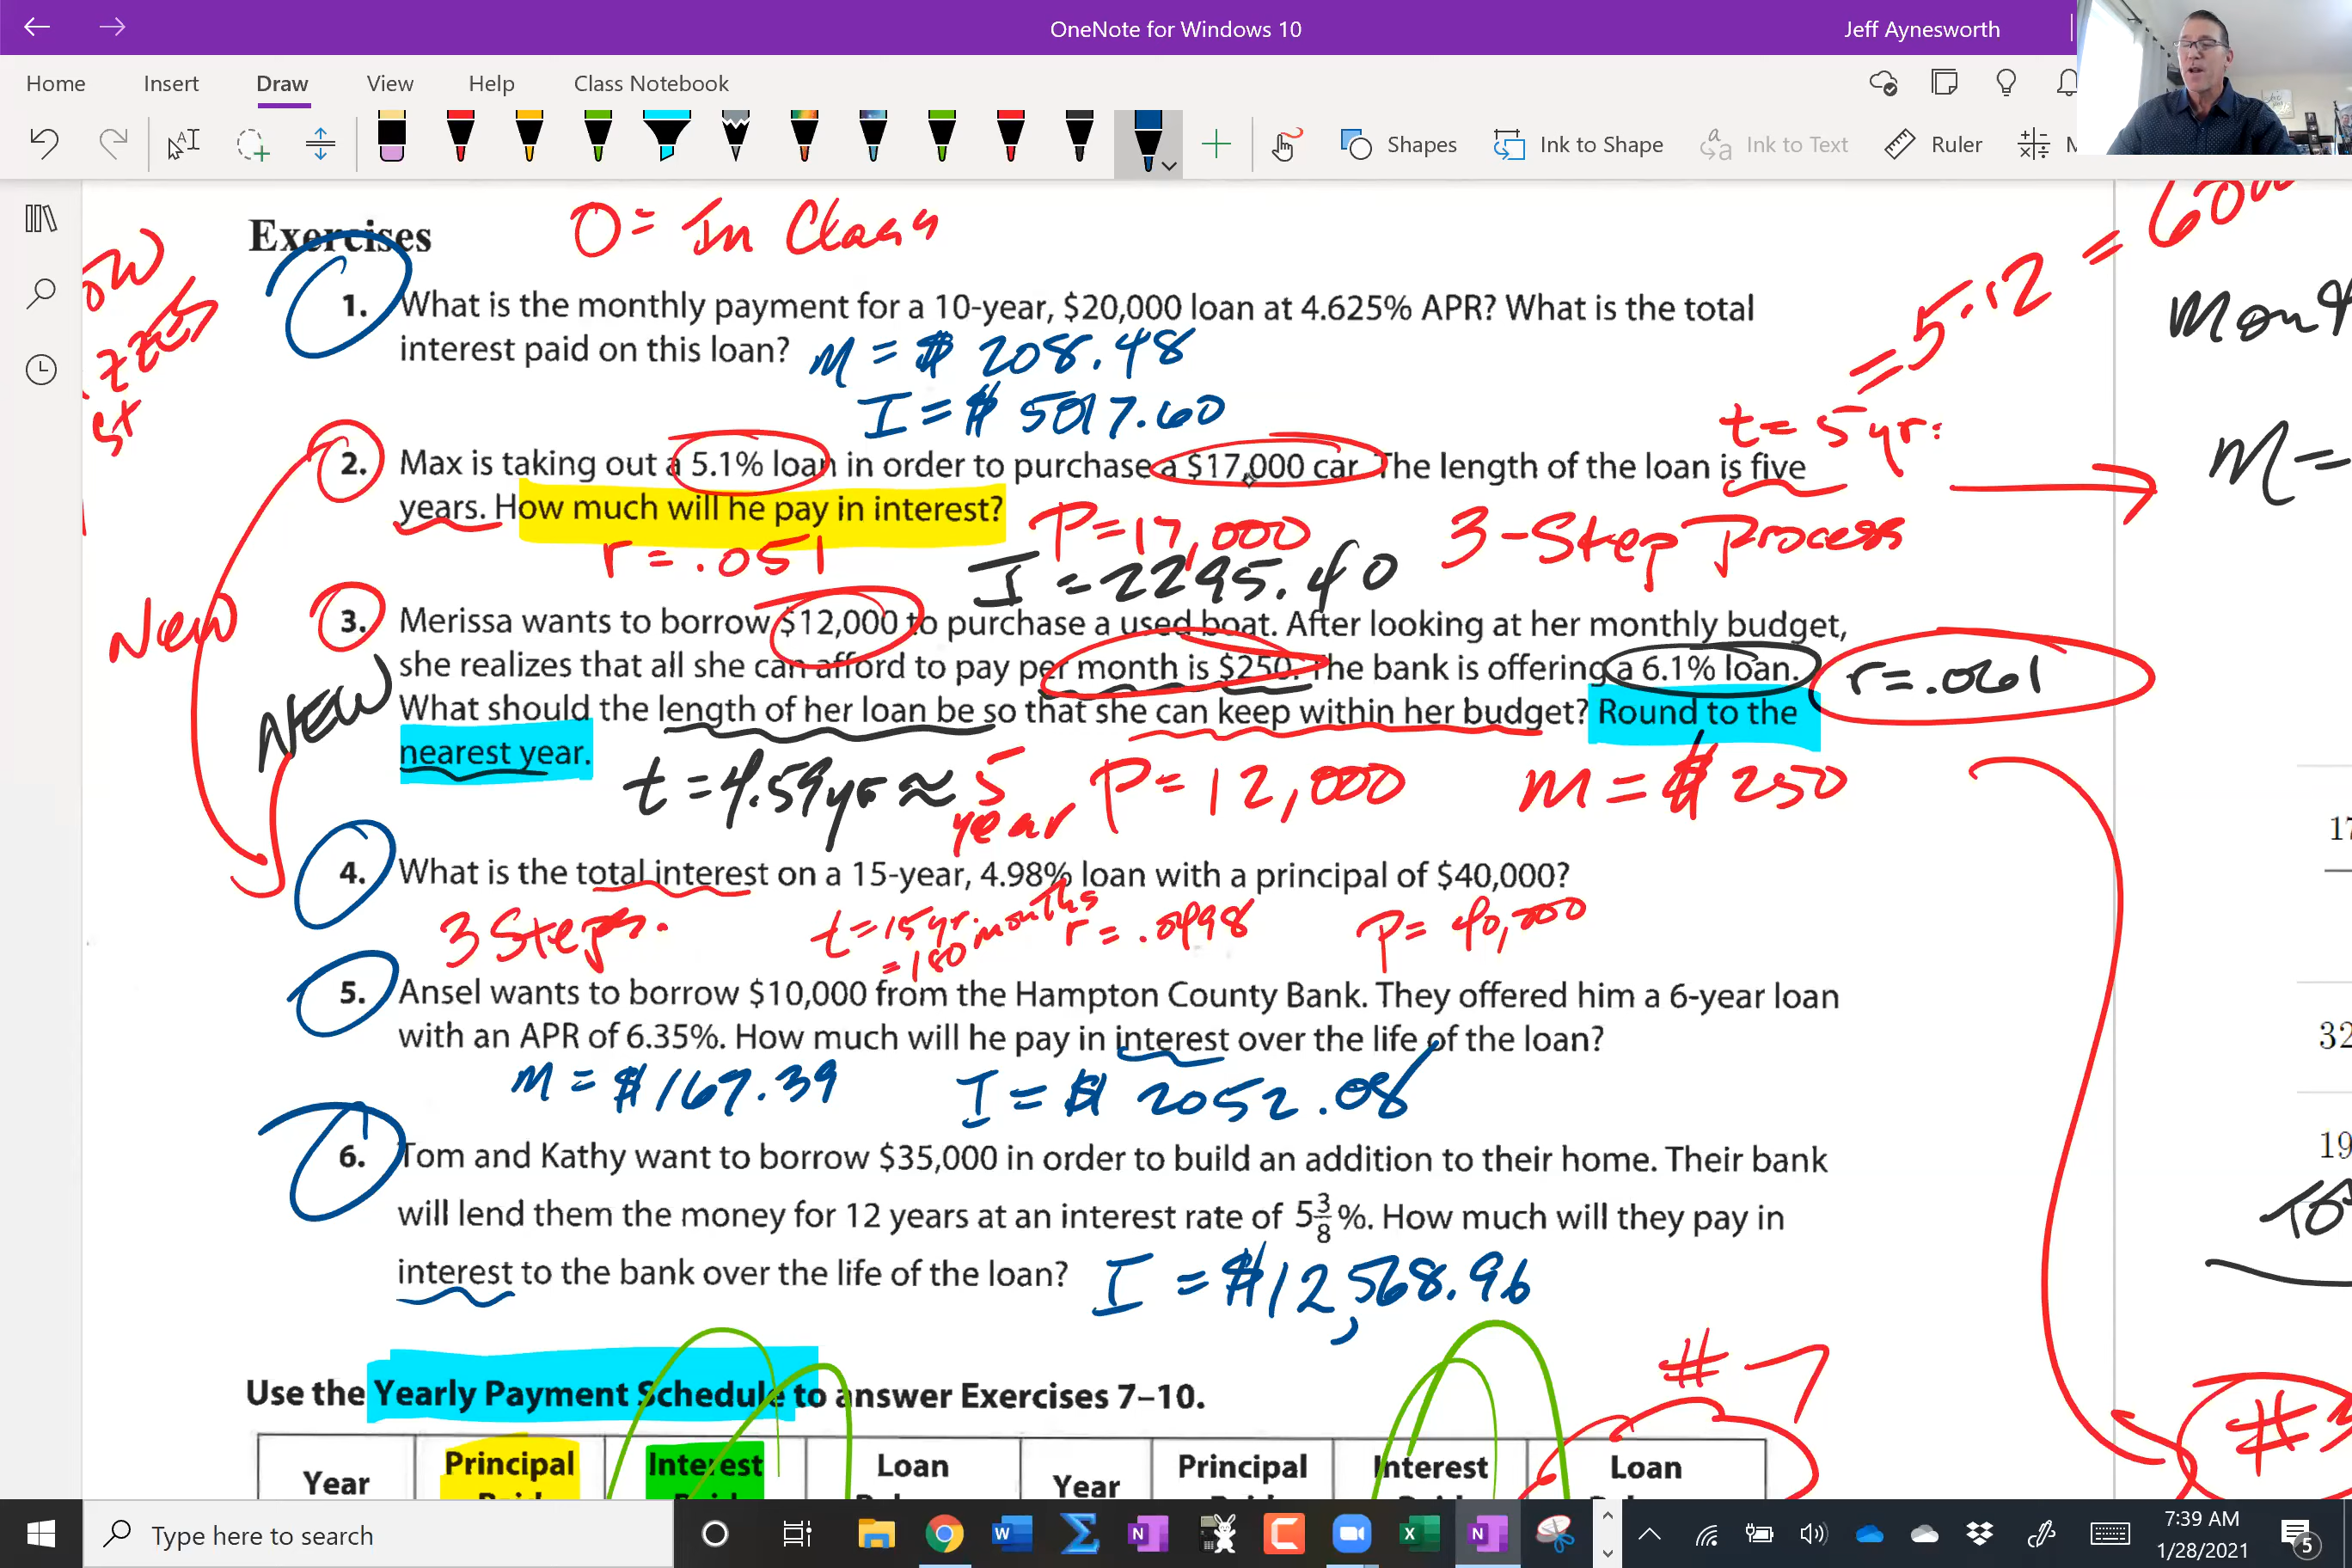 OneNote for Windows 10
Jeff Aynesworth
Home Insert Draw View Help Class Notebook
Shapes Ink to Shape Ink to Text Ruler
Exercises
O = In Class
= 5·12 =
1. What is the monthly payment for a 10-year, $20,000 loan at 4.625% APR? What is the total
interest paid on this loan? M = $ 208.48
I = $ 5017.60
t = 5 yr.
M =
2. Max is taking out a 5.1% loan in order to purchase a $17,000 car. The length of the loan is five
years. How much will he pay in interest?
P = 17,000
3-Step Process
r = .051
I = 2295.40
New
3. Merissa wants to borrow $12,000 to purchase a used boat. After looking at her monthly budget,
she realizes that all she can afford to pay per month is $250. The bank is offering a 6.1% loan.
r = .061
NEW
What should the length of her loan be so that she can keep within her budget? Round to the
nearest year.
t = 4.59 yr ≈ 5 year
P = 12,000
M = $ 250
4. What is the total interest on a 15-year, 4.98% loan with a principal of $40,000?
3 Steps.
t = 15 yr · months
= 180
r = .0498
P = 40,000
5. Ansel wants to borrow $10,000 from the Hampton County Bank. They offered him a 6-year loan
with an APR of 6.35%. How much will he pay in interest over the life of the loan?
M = $167.39
I = $ 2052.08
6. Tom and Kathy want to borrow $35,000 in order to build an addition to their home. Their bank
will lend them the money for 12 years at an interest rate of 5 3/8 %. How much will they pay in
interest to the bank over the life of the loan?
I = $12,568.96
#7
Use the Yearly Payment Schedule to answer Exercises 7–10.
Year Principal Interest Loan Year Principal Interest Loan
Type here to search
7:39 AM
1/28/2021
5